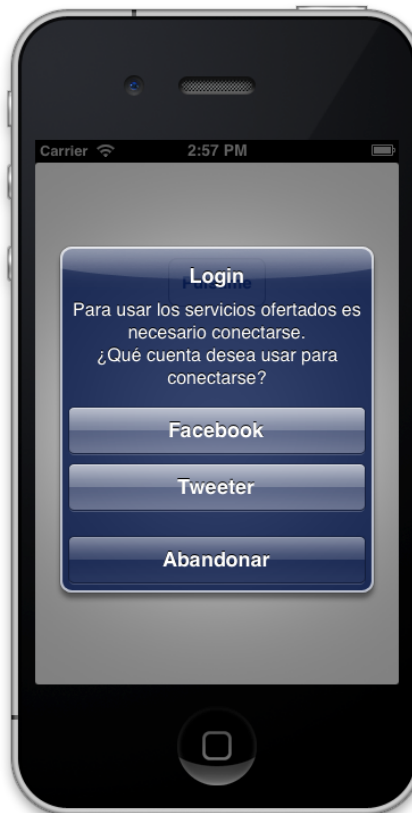 Carrier 2:57 PM
Login
Para usar los servicios ofertados es
necesario conectarse.
¿Qué cuenta desea usar para
conectarse?
Facebook
Tweeter
Abandonar